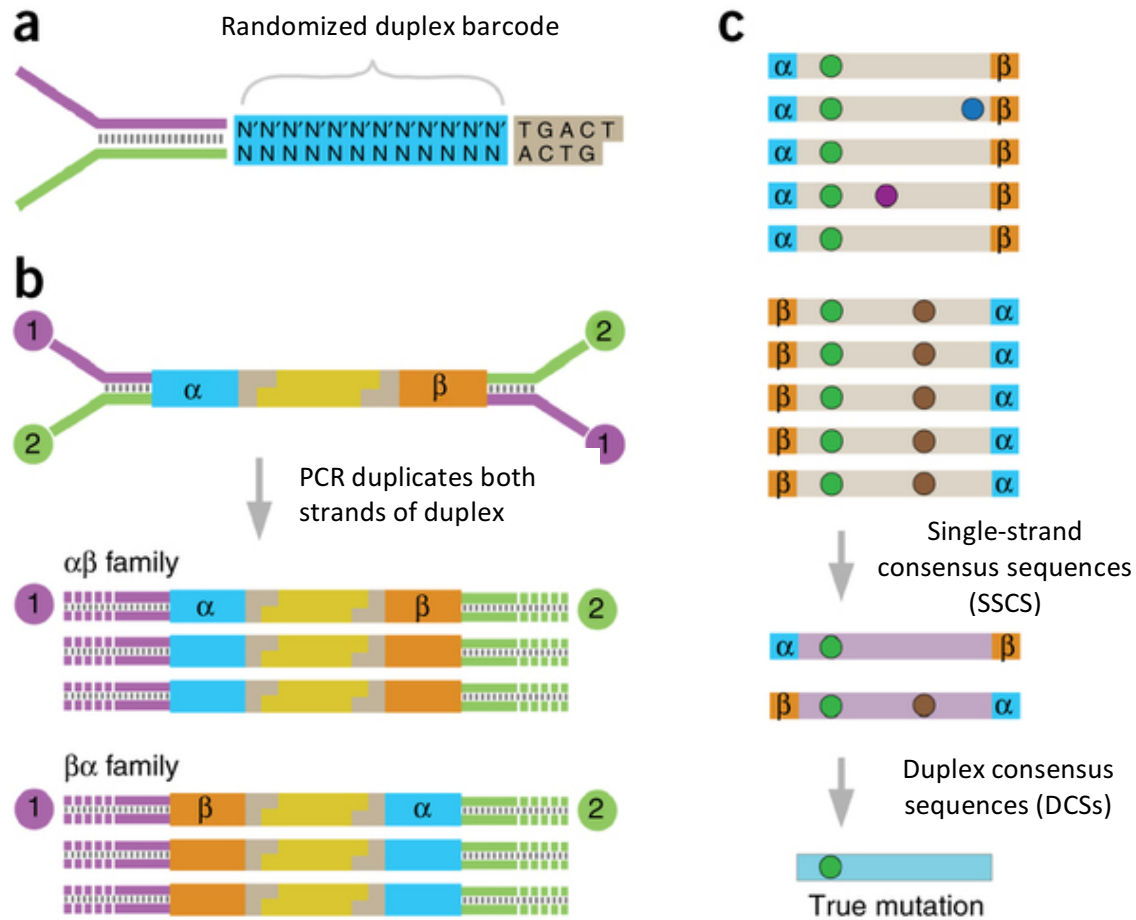 a
Randomized duplex barcode
N'N'N'N'N'N'N'N'N'N'N'N' TGACT
NNNNNNNNNNNN ACTG
b
1
2
α
β
2
1
PCR duplicates both
strands of duplex
αβ family
1
α
β
2
βα family
1
β
α
2
c
α β
α β
α β
α β
α β
β α
β α
β α
β α
β α
Single-strand
consensus sequences
(SSCS)
α β
β α
Duplex consensus
sequences (DCSs)
True mutation